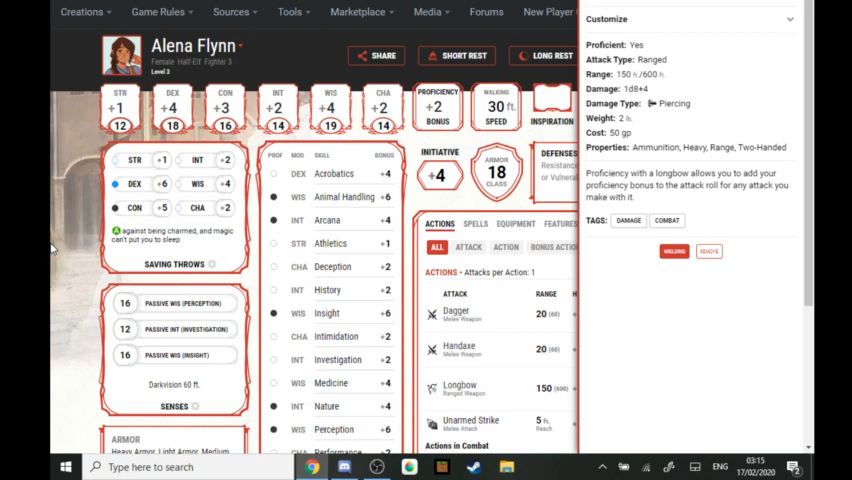 Creations Game Rules Sources Tools Marketplace Media Forums New Player
Alena Flynn
Female Half-Elf Fighter 3
Level 3
SHARE
SHORT REST
LONG REST
STR
+1
12
DEX
+4
18
CON
+3
16
INT
+2
14
WIS
+4
19
CHA
+2
14
PROFICIENCY
+2
BONUS
WALKING
30 ft.
SPEED
INSPIRATION
STR +1 INT +2
DEX +6 WIS +4
CON +5 CHA +2
A against being charmed, and magic
can't put you to sleep
SAVING THROWS
16 PASSIVE WIS (PERCEPTION)
12 PASSIVE INT (INVESTIGATION)
16 PASSIVE WIS (INSIGHT)
Darkvision 60 ft.
SENSES
ARMOR
Heavy Armor, Light Armor, Medium
PROF MOD SKILL BONUS
DEX Acrobatics +4
WIS Animal Handling +6
INT Arcana +4
STR Athletics +1
CHA Deception +2
INT History +2
WIS Insight +6
CHA Intimidation +2
INT Investigation +2
WIS Medicine +4
INT Nature +4
WIS Perception +6
CHA Performance +2
INITIATIVE
+4
ARMOR
18
CLASS
DEFENSES
Resistance
or Vulnera
ACTIONS SPELLS EQUIPMENT FEATURES
ALL ATTACK ACTION BONUS ACTION
ACTIONS • Attacks per Action: 1
ATTACK RANGE H
Dagger 20 (60)
Melee Weapon
Handaxe 20 (60)
Melee Weapon
Longbow 150 (600)
Ranged Weapon
Unarmed Strike 5 ft.
Melee Attack Reach
Actions in Combat
Customize
Proficient: Yes
Attack Type: Ranged
Range: 150 ft./600 ft.
Damage: 1d8+4
Damage Type: Piercing
Weight: 2 lb.
Cost: 50 gp
Properties: Ammunition, Heavy, Range, Two-Handed
Proficiency with a longbow allows you to add your
proficiency bonus to the attack roll for any attack you
make with it.
TAGS: DAMAGE COMBAT
WIELDING REMOVE
Type here to search
ENG
03:15
17/02/2020
2